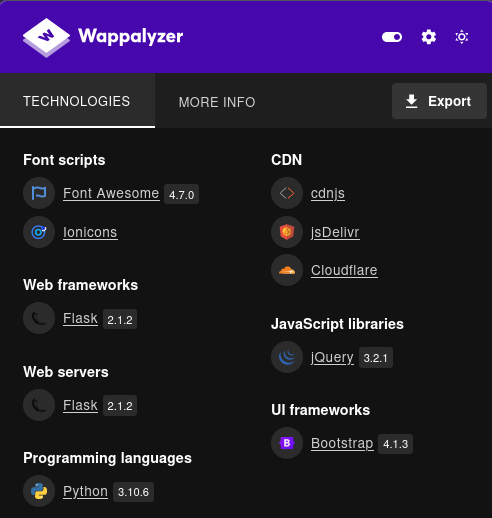 Wappalyzer
TECHNOLOGIES
MORE INFO
Export
Font scripts
Font Awesome 4.7.0
Ionicons
Web frameworks
Flask 2.1.2
Web servers
Flask 2.1.2
Programming languages
Python 3.10.6
CDN
cdnjs
jsDelivr
Cloudflare
JavaScript libraries
jQuery 3.2.1
UI frameworks
B Bootstrap 4.1.3